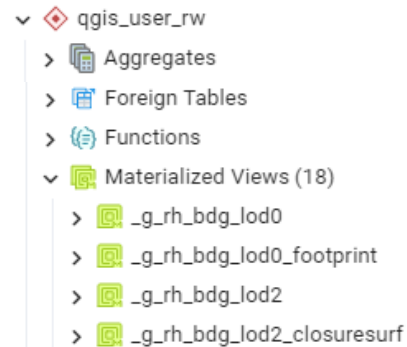 qgis_user_rw
Aggregates
Foreign Tables
Functions
Materialized Views (18)
_g_rh_bdg_lod0
_g_rh_bdg_lod0_footprint
_g_rh_bdg_lod2
_g_rh_bdg_lod2_closuresurf